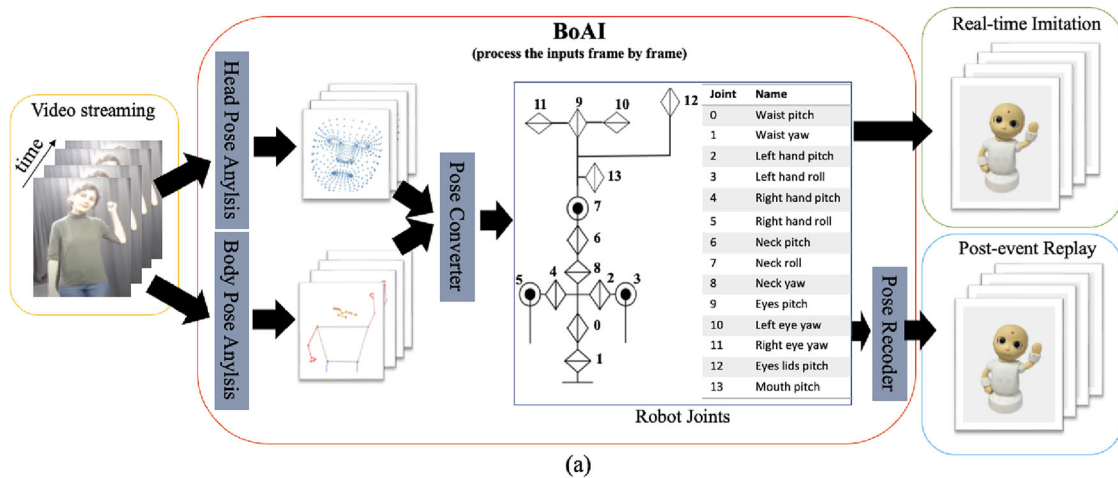 BoAI
(process the inputs frame by frame)
Real-time Imitation
Video streaming
time
Head Pose Anylsis
Body Pose Anylsis
Pose Converter
12
11
9
10
13
7
6
8
5
4
2
3
0
1
Joint Name
0 Waist pitch
1 Waist yaw
2 Left hand pitch
3 Left hand roll
4 Right hand pitch
5 Right hand roll
6 Neck pitch
7 Neck roll
8 Neck yaw
9 Eyes pitch
10 Left eye yaw
11 Right eye yaw
12 Eyes lids pitch
13 Mouth pitch
Robot Joints
Pose Recoder
Post-event Replay
(a)